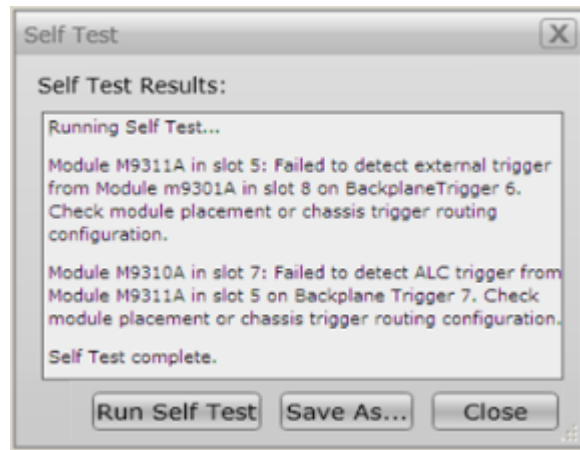 Self Test
X
Self Test Results:
Running Self Test...
Module M9311A in slot 5: Failed to detect external trigger
from Module m9301A in slot 8 on BackplaneTrigger 6.
Check module placement or chassis trigger routing
configuration.
Module M9310A in slot 7: Failed to detect ALC trigger from
Module M9311A in slot 5 on Backplane Trigger 7. Check
module placement or chassis trigger routing configuration.
Self Test complete.
Run Self Test Save As... Close